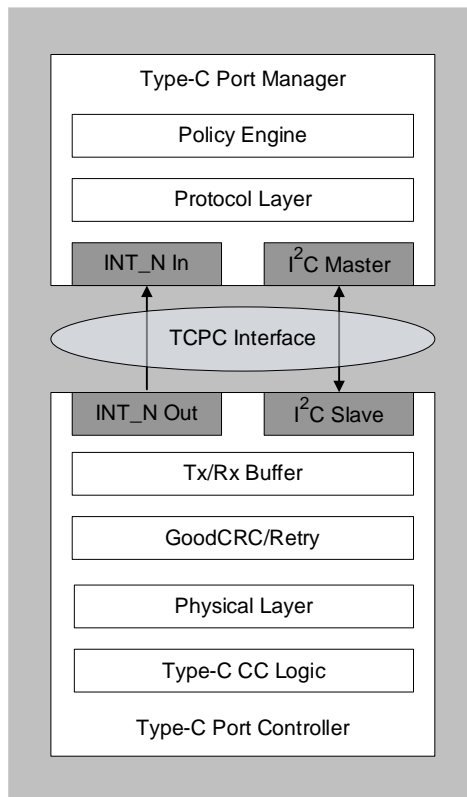 Type-C Port Manager
Policy Engine
Protocol Layer
INT_N In
I²C Master
TCPC Interface
INT_N Out
I²C Slave
Tx/Rx Buffer
GoodCRC/Retry
Physical Layer
Type-C CC Logic
Type-C Port Controller